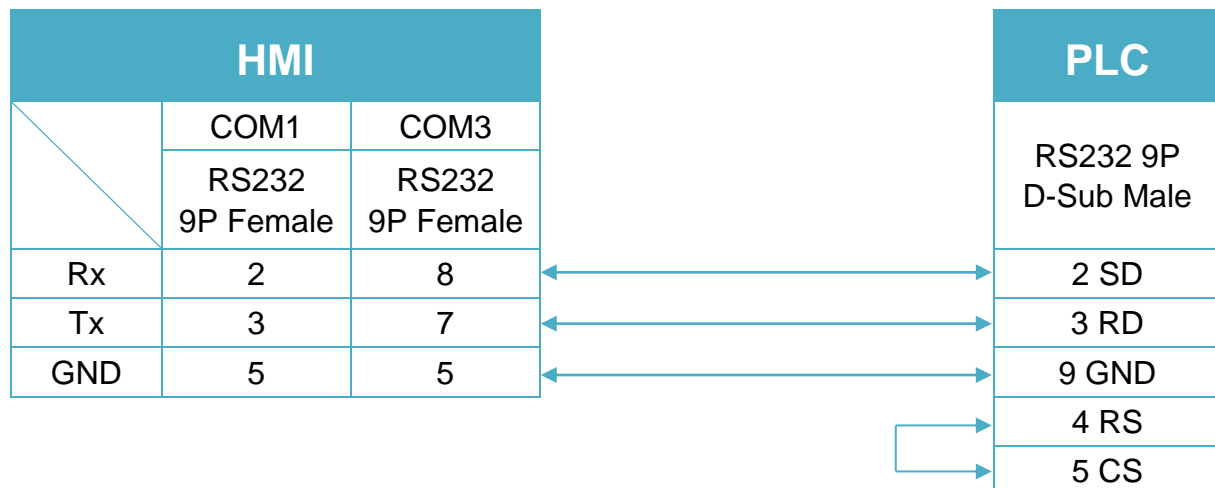 HMI
PLC
COM1
COM3
RS232 9P
D-Sub Male
RS232
9P Female
RS232
9P Female
Rx
2
8
2 SD
Tx
3
7
3 RD
GND
5
5
9 GND
4 RS
5 CS